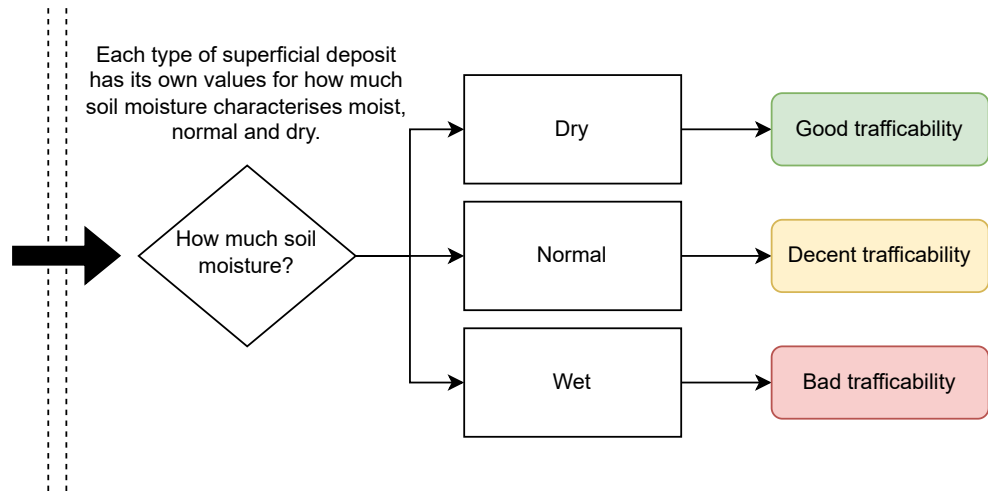 Each type of superficial deposit
has its own values for how much
soil moisture characterises moist,
normal and dry.
How much soil
moisture?
Dry
Good trafficability
Normal
Decent trafficability
Wet
Bad trafficability